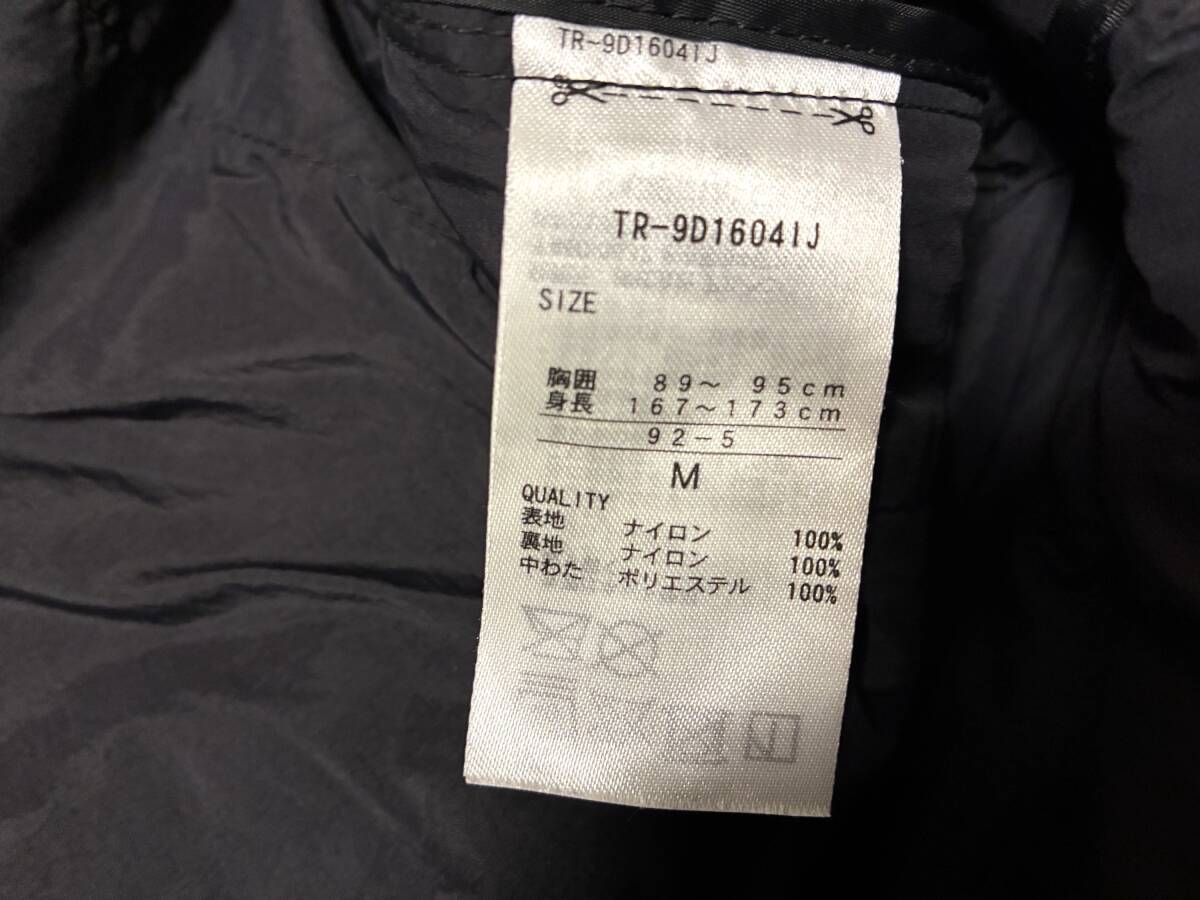 TR-9D1604IJ
TR-9D1604IJ
SIZE
胸囲 89～ 95cm
身長 167～173cm
92-5
M
QUALITY
表地 ナイロン 100%
裏地 ナイロン 100%
中わた ポリエステル 100%